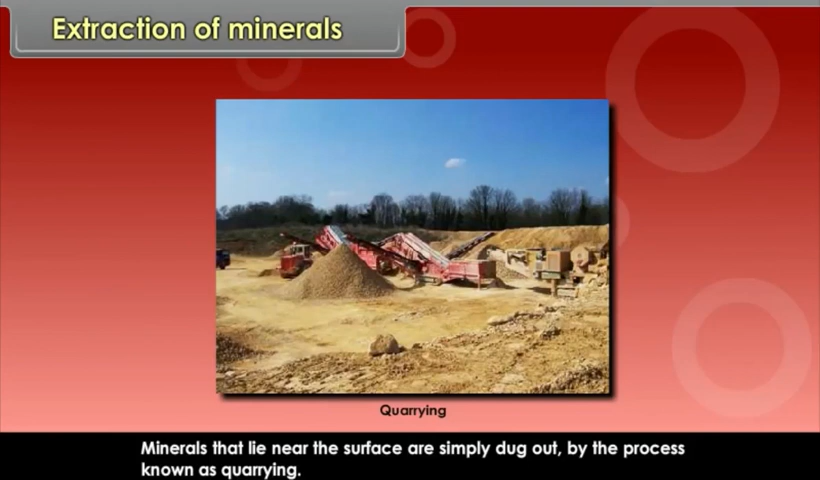 Extraction of minerals
Quarrying
Minerals that lie near the surface are simply dug out, by the process
known as quarrying.